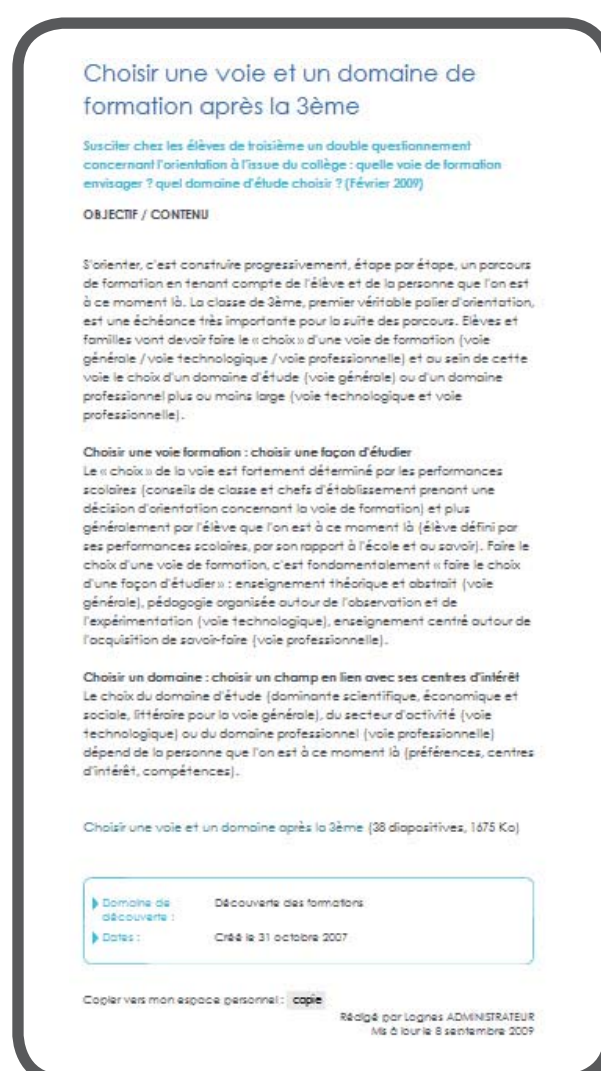 Choisir une voie et un domaine de
formation après la 3ème
Susciter chez les élèves de troisième un double questionnement
concernant l'orientation à l'issue du collège : quelle voie de formation
envisager ? quel domaine d'étude choisir ? (Février 2009)
OBJECTIF / CONTENU
S'orienter, c'est construire progressivement, étape par étape, un parcours
de formation en tenant compte de l'élève et de la personne que l'on est
à ce moment là. La classe de 3ème, premier véritable palier d'orientation,
est une échéance très importante pour la suite des parcours. Elèves et
familles vont devoir faire le « choix » d'une voie de formation (voie
générale / voie technologique / voie professionnelle) et au sein de cette
voie le choix d'un domaine d'étude (voie générale) ou d'un domaine
professionnel plus ou moins large (voie technologique et voie
professionnelle).
Choisir une voie formation : choisir une façon d'étudier
Le « choix » de la voie est fortement déterminé par les performances
scolaires (conseils de classe et chefs d'établissement prenant une
décision d'orientation concernant la voie de formation) et plus
généralement par l'élève que l'on est à ce moment là (élève défini par
ses performances scolaires, par son rapport à l'école et au savoir). Faire le
choix d'une voie de formation, c'est fondamentalement « faire le choix
d'une façon d'étudier » : enseignement théorique et abstrait (voie
générale), pédagogie organisée autour de l'observation et de
l'expérimentation (voie technologique), enseignement centré autour de
l'acquisition de savoir-faire (voie professionnelle).
Choisir un domaine : choisir un champ en lien avec ses centres d'intérêt
Le choix du domaine d'étude (dominante scientifique, économique et
sociale, littéraire pour la voie générale), du secteur d'activité (voie
technologique) ou du domaine professionnel (voie professionnelle)
dépend de la personne que l'on est à ce moment là (préférences, centres
d'intérêt, compétences).
Choisir une voie et un domaine après la 3ème (38 diapositives, 1675 Ko)
Domaine de découverte : Découverte des formations
Dates : Créé le 31 octobre 2007
Copier vers mon espace personnel : copie
Rédigé par Lognes ADMINISTRATEUR
Mis à jour le 8 septembre 2009